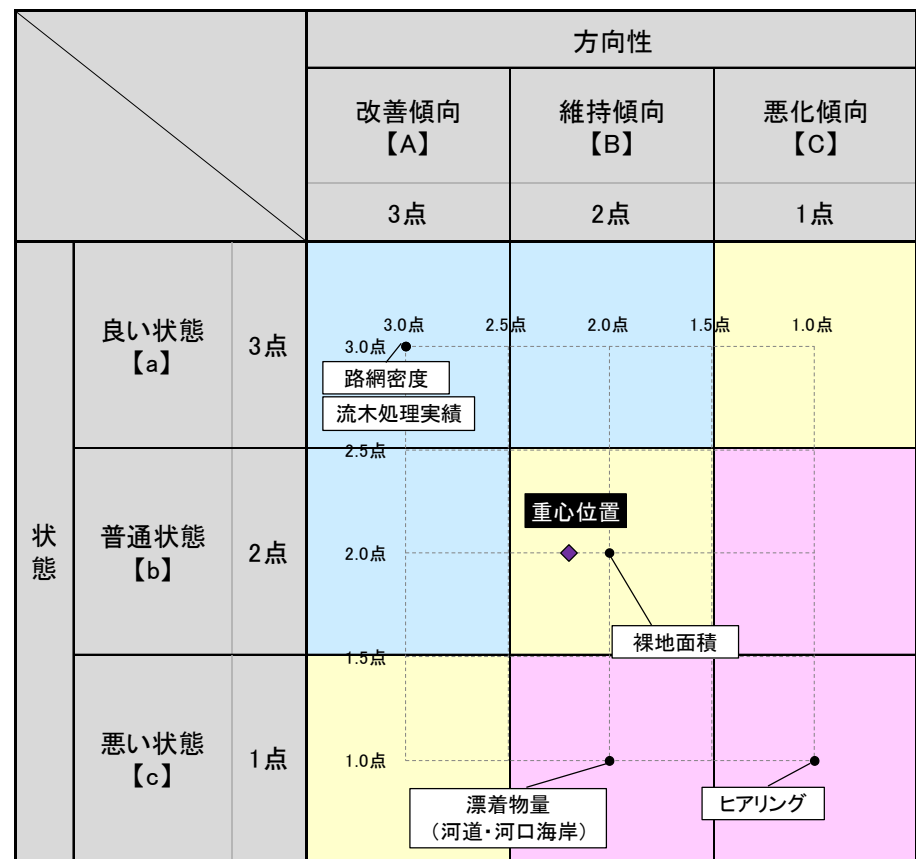 方向性
改善傾向
【A】
維持傾向
【B】
悪化傾向
【C】
3点
2点
1点
状態
良い状態
【a】
3点
3.0点
2.5点
2.0点
1.5点
1.0点
3.0点
路網密度
流木処理実績
2.5点
普通状態
【b】
2点
重心位置
2.0点
裸地面積
1.5点
悪い状態
【c】
1点
1.0点
漂着物量
（河道・河口海岸）
ヒアリング